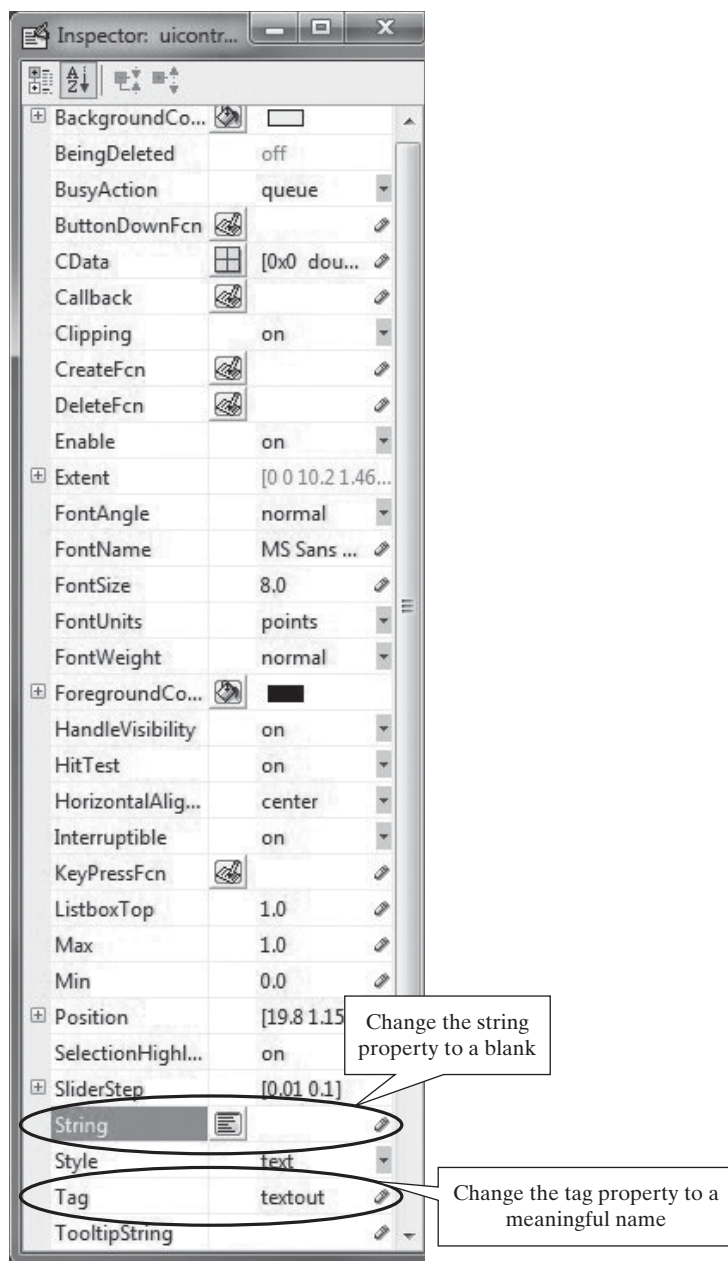 Inspector: uicontr...
BackgroundCo...
BeingDeleted off
BusyAction queue
ButtonDownFcn
CData [0x0 dou...
Callback
Clipping on
CreateFcn
DeleteFcn
Enable on
Extent [0 0 10.2 1.46...
FontAngle normal
FontName MS Sans ...
FontSize 8.0
FontUnits points
FontWeight normal
ForegroundCo...
HandleVisibility on
HitTest on
HorizontalAlig... center
Interruptible on
KeyPressFcn
ListboxTop 1.0
Max 1.0
Min 0.0
Position [19.8 1.15
SelectionHighl... on
SliderStep [0.01 0.1]
String
Style text
Tag textout
TooltipString
Change the string
property to a blank
Change the tag property to a
meaningful name